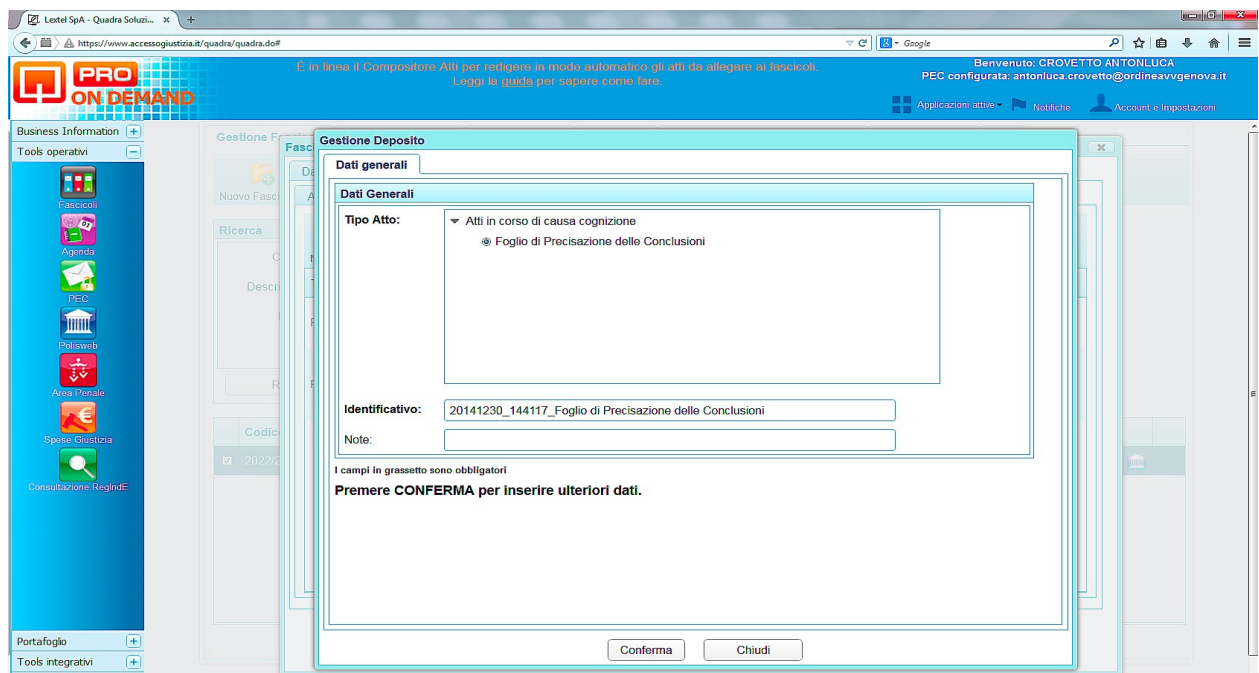 Lextel SpA - Quadra Soluzi...
https://www.accessogiustizia.it/quadra/quadra.do#
Google
PRO
ON DEMAND
È in linea il Compositore Atti per redigere in modo automatico gli atti da allegare ai fascicoli.
Leggi la guida per sapere come fare.
Benvenuto: CROVETTO ANTONLUCA
PEC configurata: antonluca.crovetto@ordineavvgenova.it
Applicazioni attive
Notifiche
Account e Impostazioni
Business Information
Tools operativi
Fascicoli
Agenda
PEC
Polisweb
Area Penale
Spese Giustizia
Consultazione RegIndE
Portafoglio
Tools integrativi
Gestione F
Nuovo Fasci
Ricerca
Descri
Codic
2022/2
Fasc
Gestione Deposito
Dati generali
Dati Generali
Tipo Atto:
Atti in corso di causa cognizione
Foglio di Precisazione delle Conclusioni
Identificativo:
20141230_144117_Foglio di Precisazione delle Conclusioni
Note:
I campi in grassetto sono obbligatori
Premere CONFERMA per inserire ulteriori dati.
Conferma
Chiudi